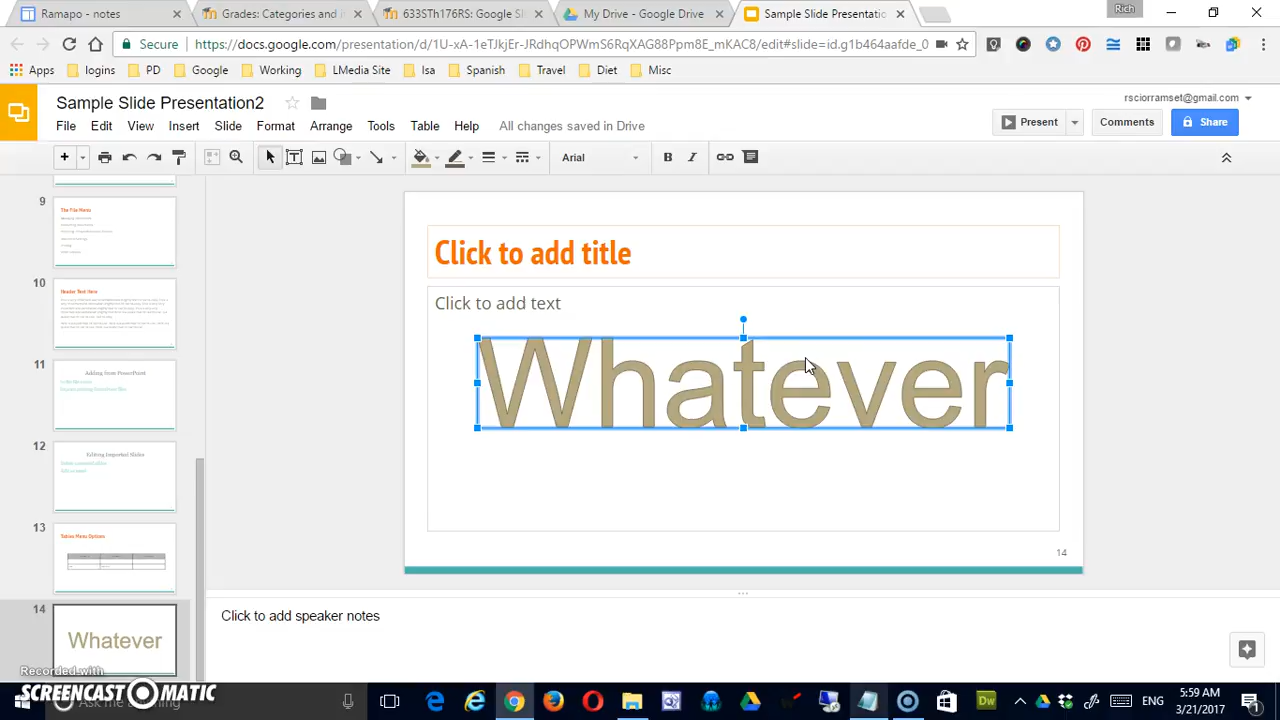 Ramapo - notes
Grades: Categories and i
633STh176RS: Google Sl
My Drive - Google Drive
Sample Slide Presentatio
Rich
Secure
https://docs.google.com/presentation/d/1U-xA-1eTJkjEr-JRdhqOPWmS6RqXAG88Ppm8E_mKAC8/edit#slide=id.g1b464aafde_0
Apps
logins
PD
Google
Working
LMedia Site
Isa
Spanish
Travel
Diet
Misc
Sample Slide Presentation2
rsciorramset@gmail.com
File Edit View Insert Slide Format Arrange Tools Table Help
All changes saved in Drive
Present
Comments
Share
Arial
B I
9
The File Menu
10
Header Text Here
11
Adding from PowerPoint
12
Editing Imported Slides
13
Tables Menu Options
14
Whatever
Click to add title
Click to add text
Whatever
14
Click to add speaker notes
Recorded with
SCREENCAST MATIC
Ask me anything
Dw
ENG
5:59 AM
3/21/2017